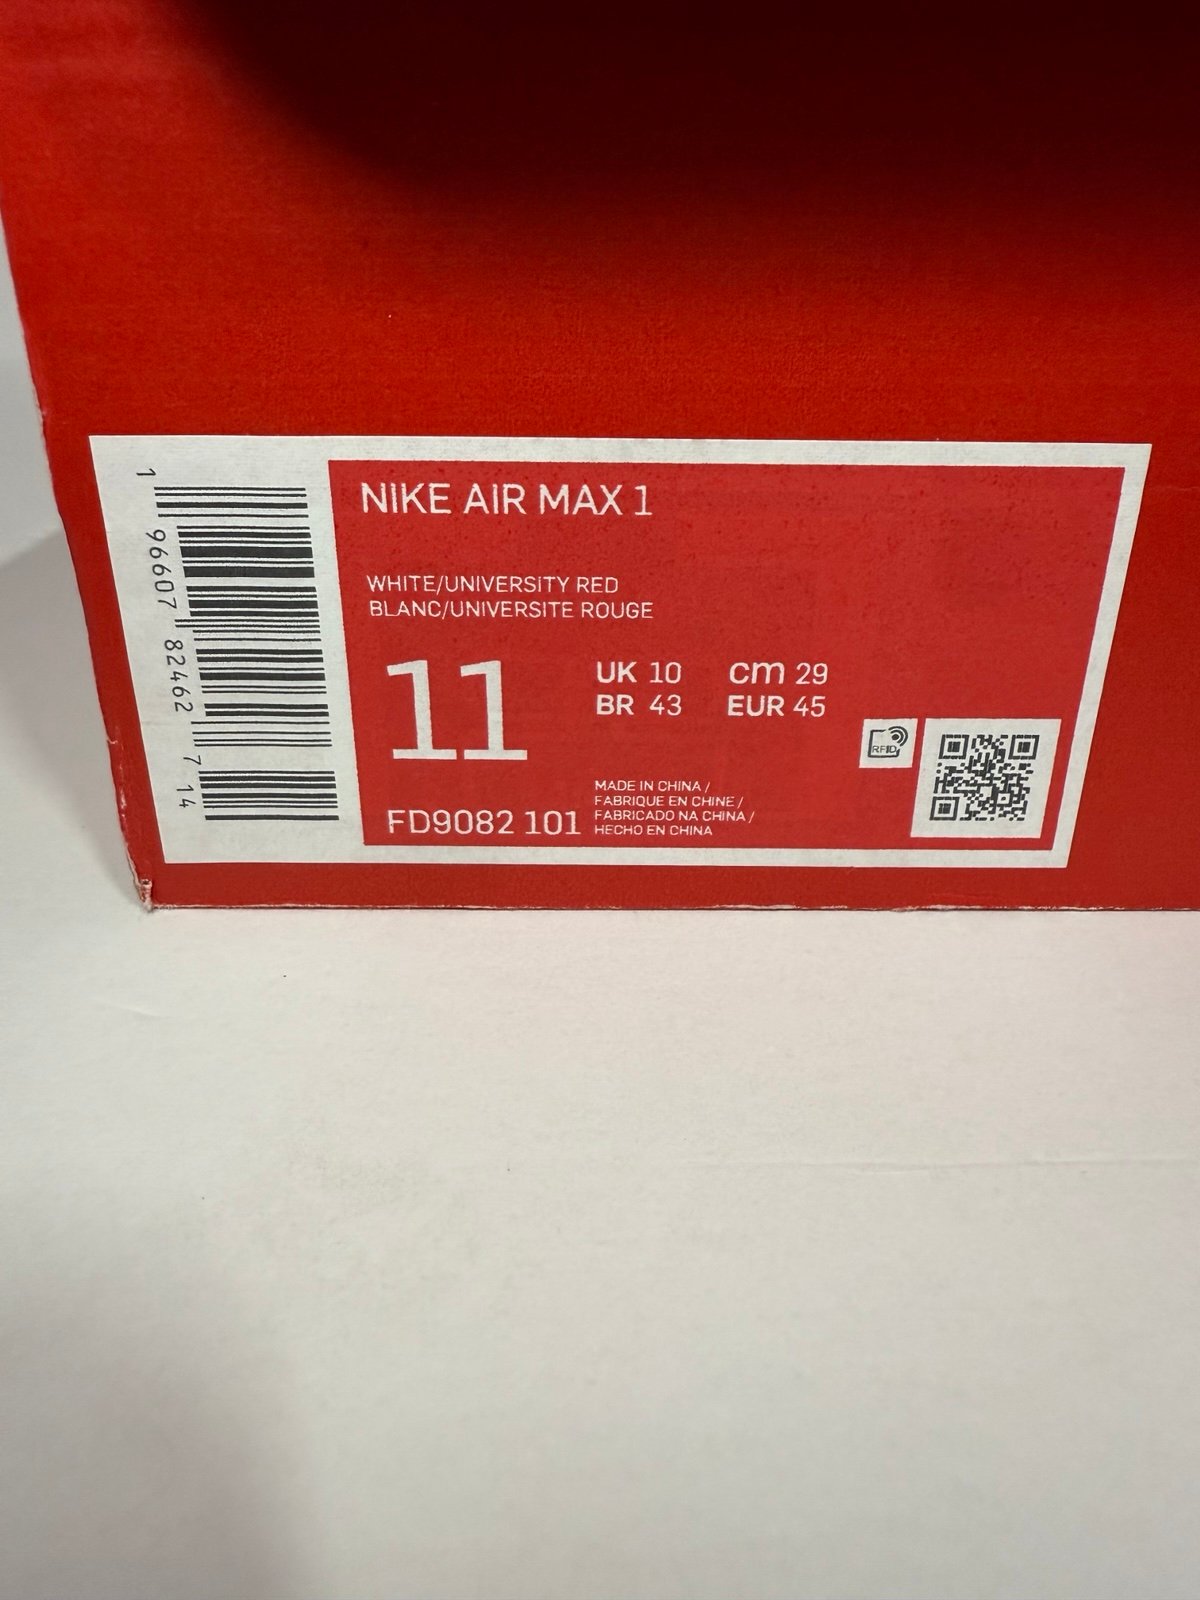 1 96607 82462 7 14
NIKE AIR MAX 1
WHITE/UNIVERSITY RED
BLANC/UNIVERSITE ROUGE
11
UK 10 cm 29
BR 43 EUR 45
RFID
MADE IN CHINA /
FABRIQUE EN CHINE /
FABRICADO NA CHINA /
HECHO EN CHINA
FD9082 101